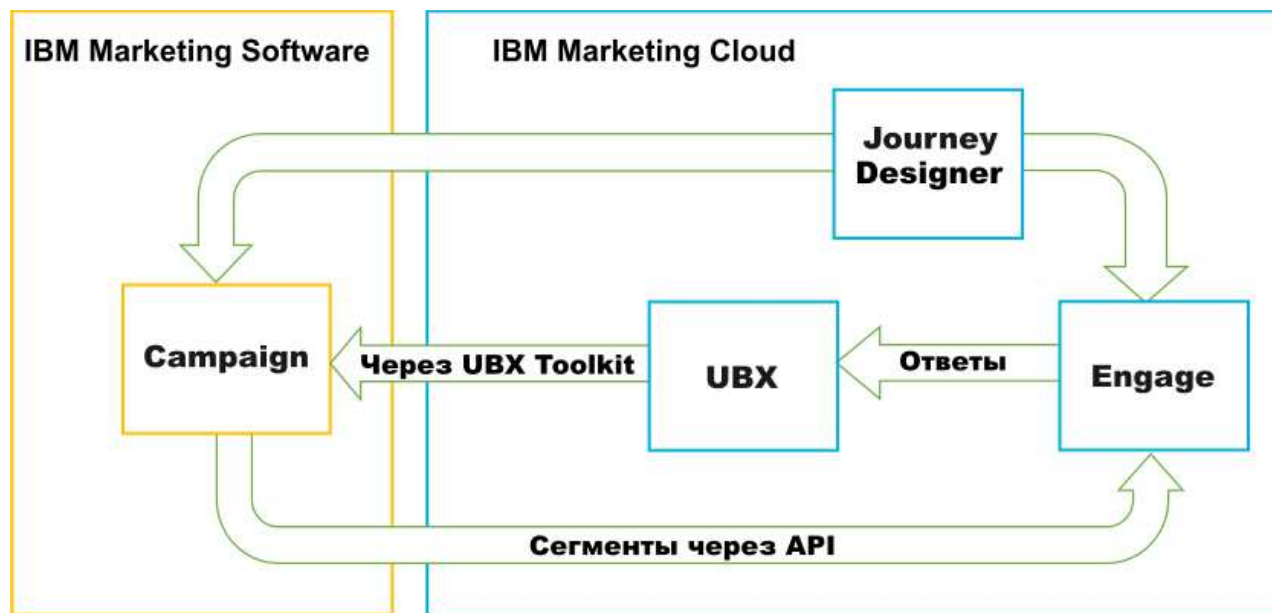 IBM Marketing Software
IBM Marketing Cloud
Journey
Designer
Campaign
Через UBX Toolkit
UBX
Ответы
Engage
Сегменты через API